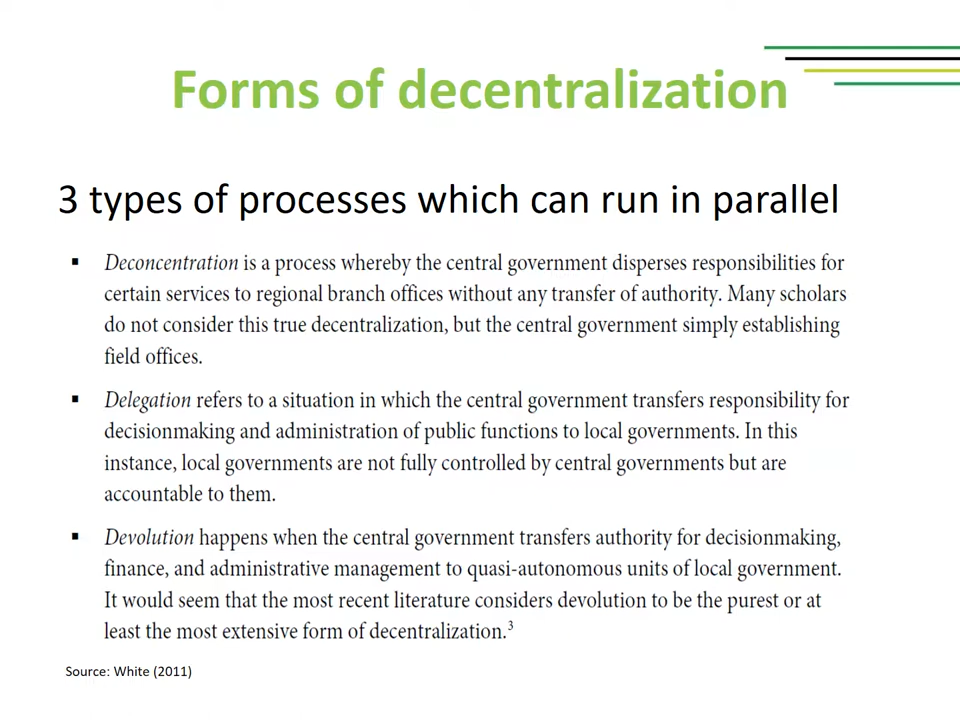 Forms of decentralization
3 types of processes which can run in parallel
▪ Deconcentration is a process whereby the central government disperses responsibilities for
certain services to regional branch offices without any transfer of authority. Many scholars
do not consider this true decentralization, but the central government simply establishing
field offices.
▪ Delegation refers to a situation in which the central government transfers responsibility for
decisionmaking and administration of public functions to local governments. In this
instance, local governments are not fully controlled by central governments but are
accountable to them.
▪ Devolution happens when the central government transfers authority for decisionmaking,
finance, and administrative management to quasi-autonomous units of local government.
It would seem that the most recent literature considers devolution to be the purest or at
least the most extensive form of decentralization.³
Source: White (2011)